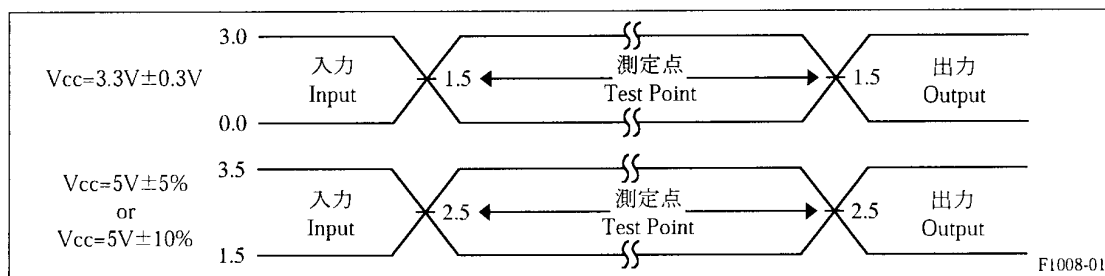 3.0
Vcc=3.3V±0.3V
入力
Input
1.5
測定点
Test Point
1.5
出力
Output
0.0
Vcc=5V±5%
or
Vcc=5V±10%
3.5
入力
Input
2.5
測定点
Test Point
2.5
出力
Output
1.5
F1008-01